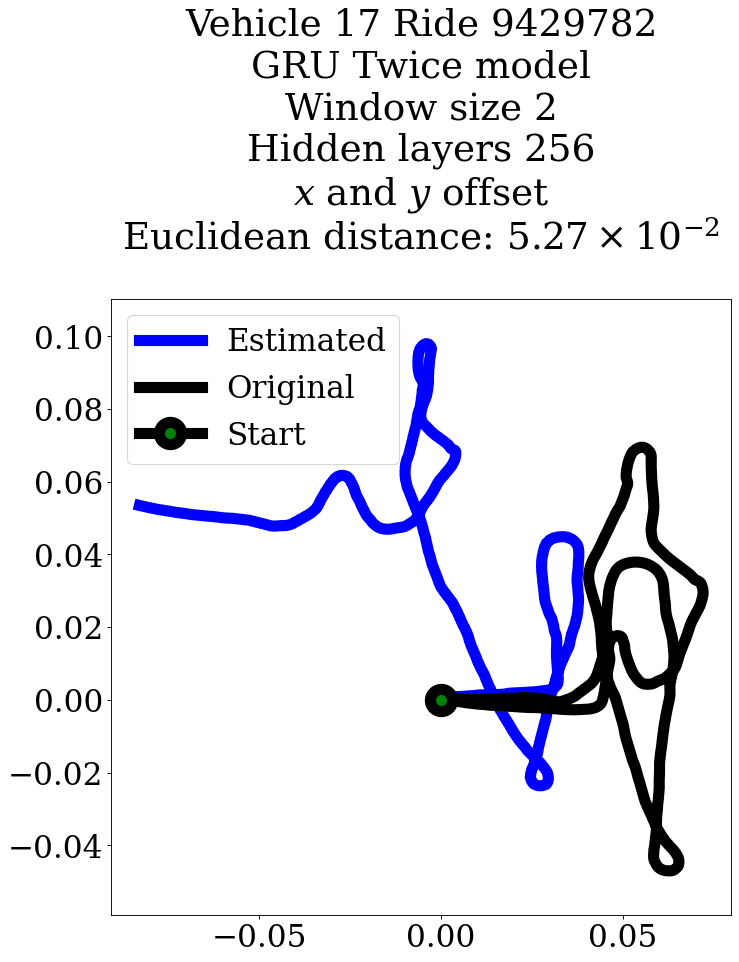 Vehicle 17 Ride 9429782
GRU Twice model
Window size 2
Hidden layers 256
x and y offset
Euclidean distance: 5.27 × 10⁻²
Estimated
Original
Start
0.10
0.08
0.06
0.04
0.02
0.00
−0.02
−0.04
−0.05
0.00
0.05